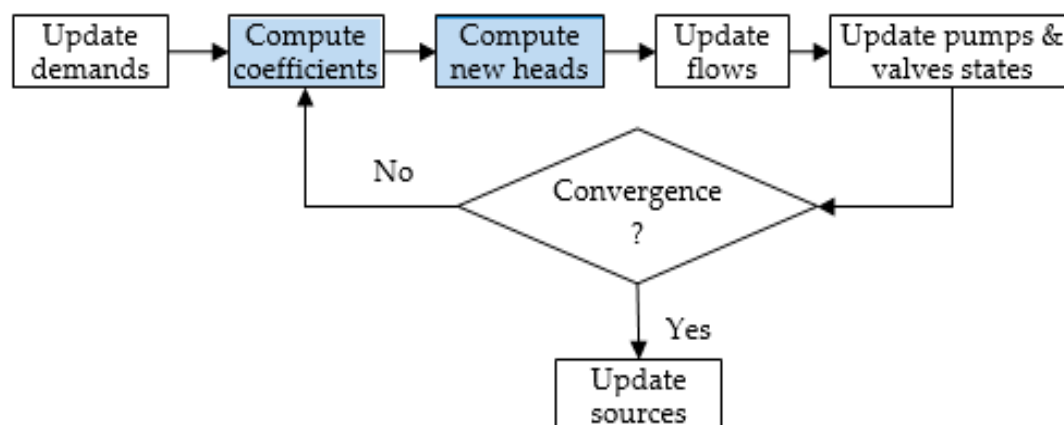 Update
demands
Compute
coefficients
Compute
new heads
Update
flows
Update pumps &
valves states
No
Convergence
?
Yes
Update
sources